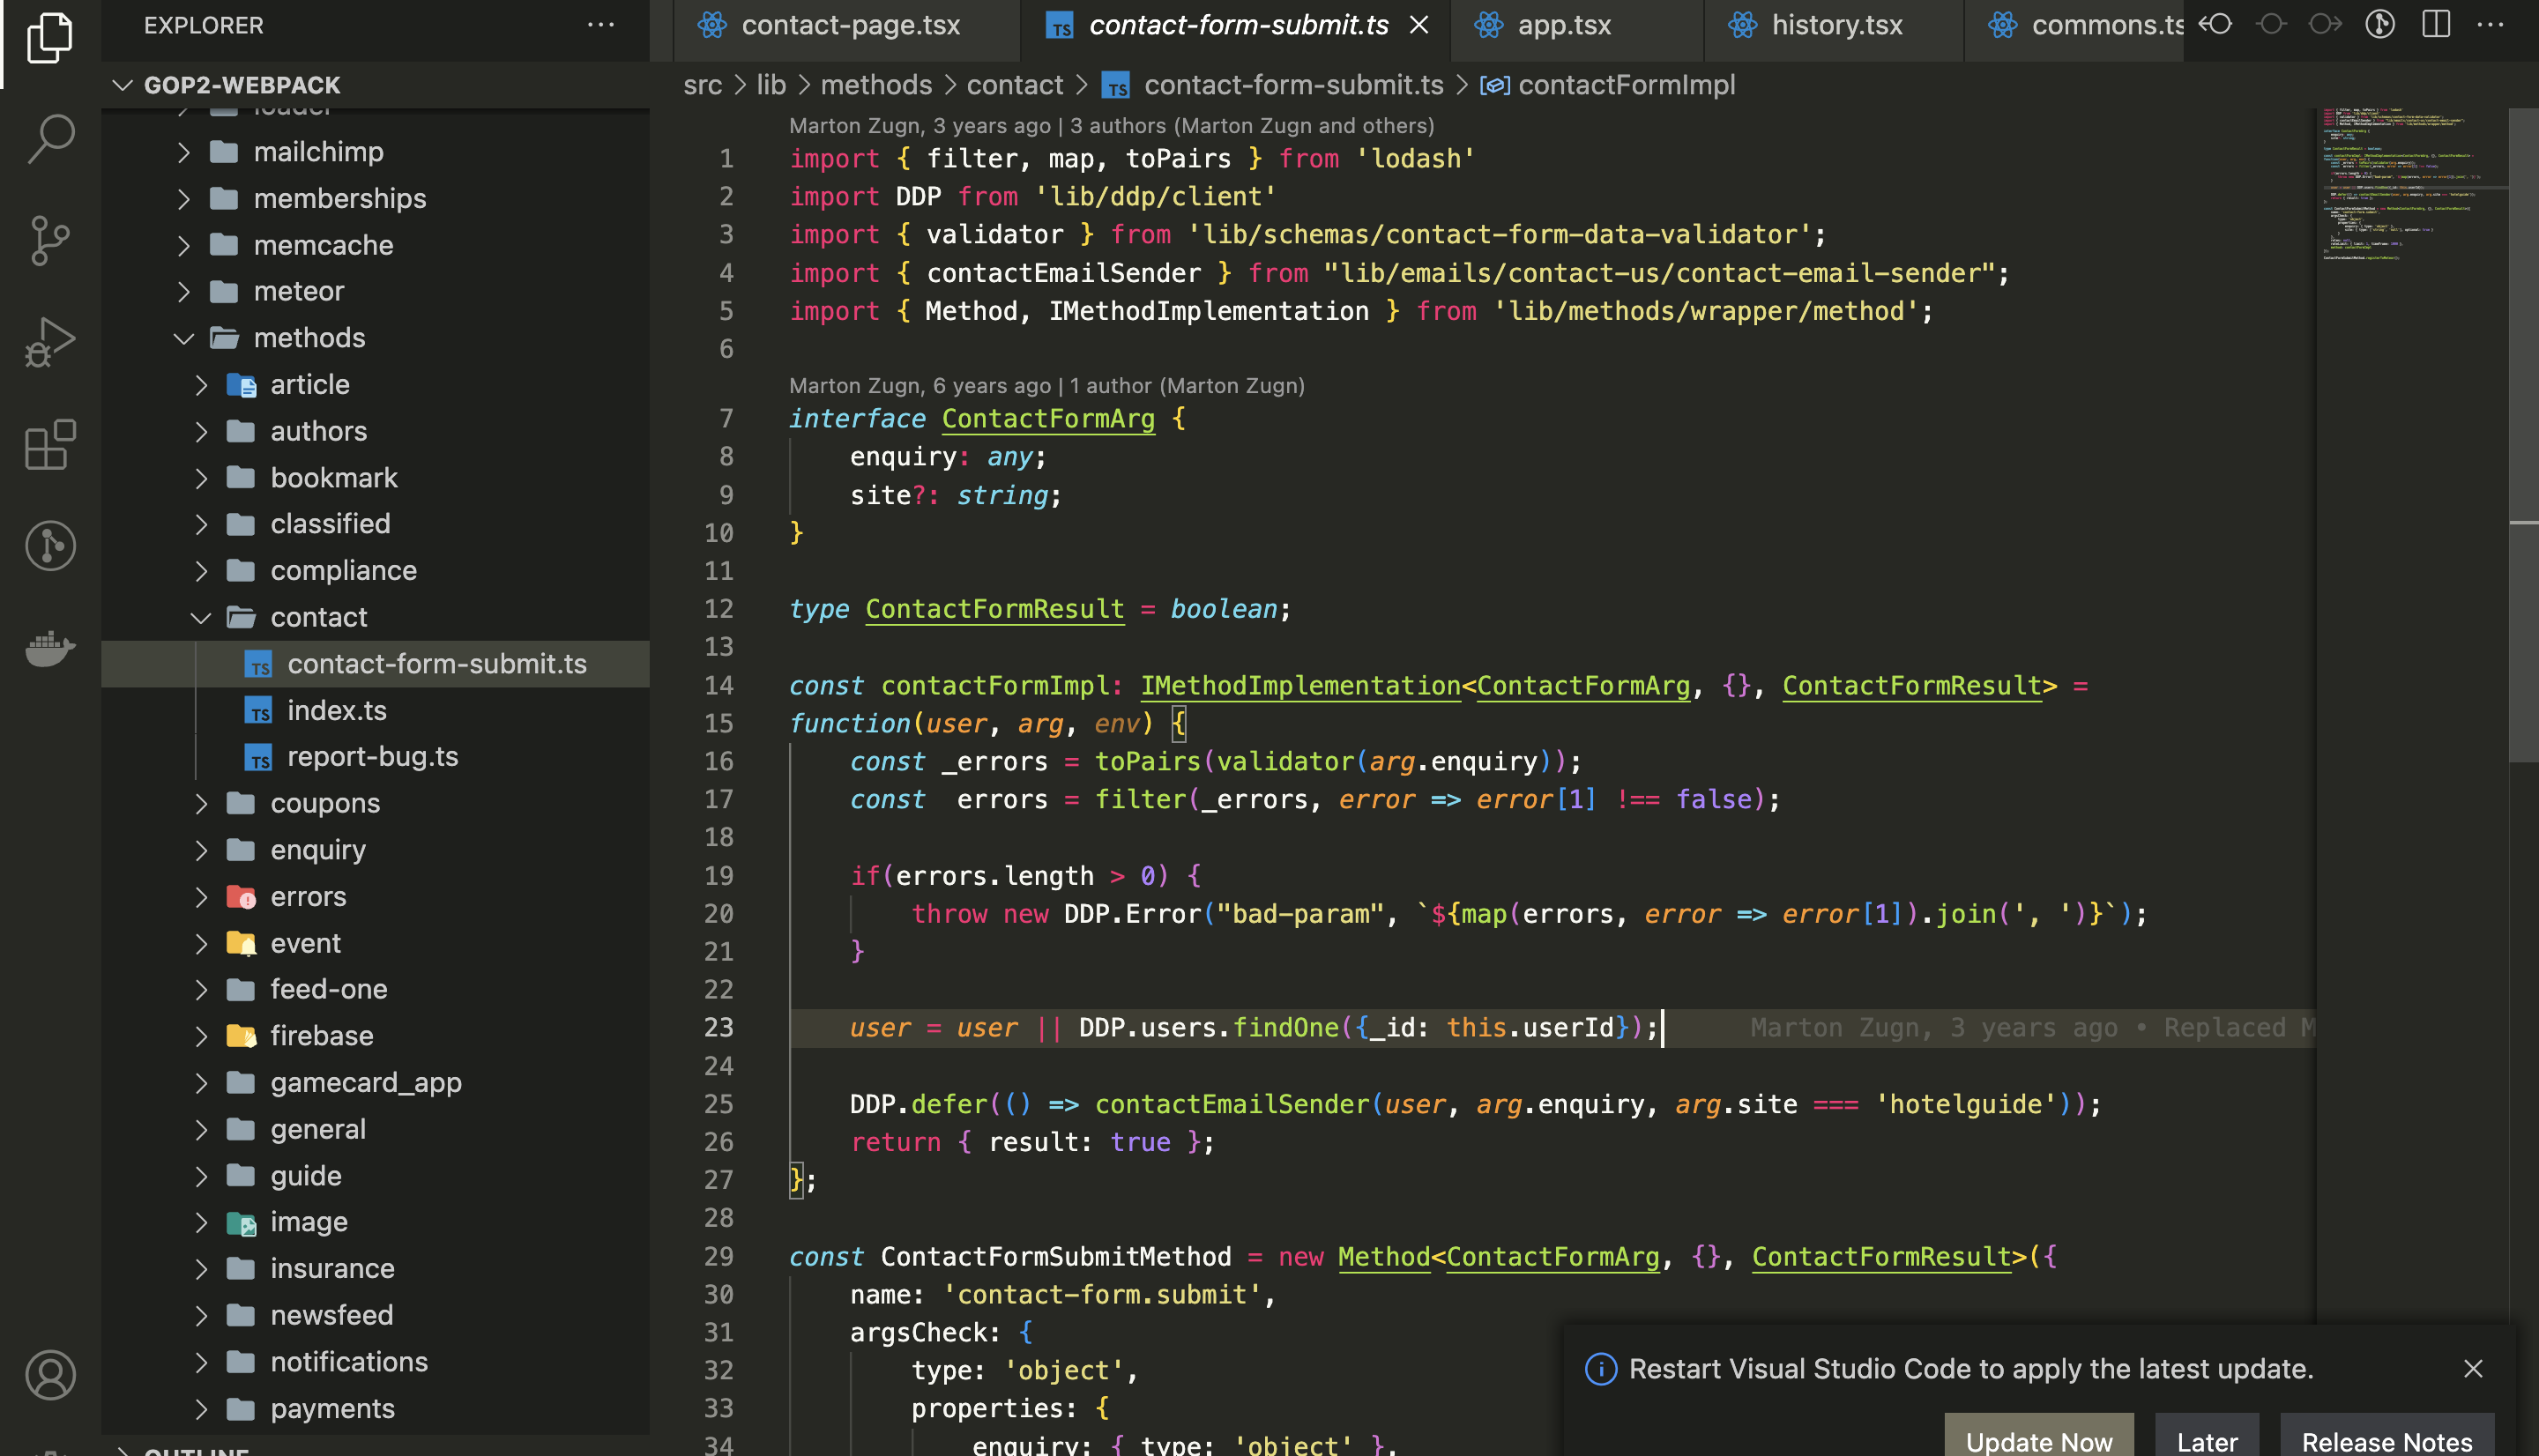 EXPLORER
contact-page.tsx
contact-form-submit.ts
app.tsx
history.tsx
commons.ts
GOP2-WEBPACK
loader
mailchimp
memberships
memcache
meteor
methods
article
authors
bookmark
classified
compliance
contact
contact-form-submit.ts
index.ts
report-bug.ts
coupons
enquiry
errors
event
feed-one
firebase
gamecard_app
general
guide
image
insurance
newsfeed
notifications
payments
OUTLINE
src > lib > methods > contact > TS contact-form-submit.ts > contactFormImpl
Marton Zugn, 3 years ago | 3 authors (Marton Zugn and others)
1 import { filter, map, toPairs } from 'lodash'
2 import DDP from 'lib/ddp/client'
3 import { validator } from 'lib/schemas/contact-form-data-validator';
4 import { contactEmailSender } from "lib/emails/contact-us/contact-email-sender";
5 import { Method, IMethodImplementation } from 'lib/methods/wrapper/method';
6
Marton Zugn, 6 years ago | 1 author (Marton Zugn)
7 interface ContactFormArg {
8 enquiry: any;
9 site?: string;
10 }
11
12 type ContactFormResult = boolean;
13
14 const contactFormImpl: IMethodImplementation<ContactFormArg, {}, ContactFormResult> =
15 function(user, arg, env) {
16 const _errors = toPairs(validator(arg.enquiry));
17 const  errors = filter(_errors, error => error[1] !== false);
18
19 if(errors.length > 0) {
20 throw new DDP.Error("bad-param", `${map(errors, error => error[1]).join(', ')}`);
21 }
22
23 user = user || DDP.users.findOne({_id: this.userId}); Marton Zugn, 3 years ago • Replaced M
24
25 DDP.defer(() => contactEmailSender(user, arg.enquiry, arg.site === 'hotelguide'));
26 return { result: true };
27 };
28
29 const ContactFormSubmitMethod = new Method<ContactFormArg, {}, ContactFormResult>({
30 name: 'contact-form.submit',
31 argsCheck: {
32 type: 'object',
33 properties: {
34 enquiry: { type: 'object' },
Restart Visual Studio Code to apply the latest update.
Update Now
Later
Release Notes